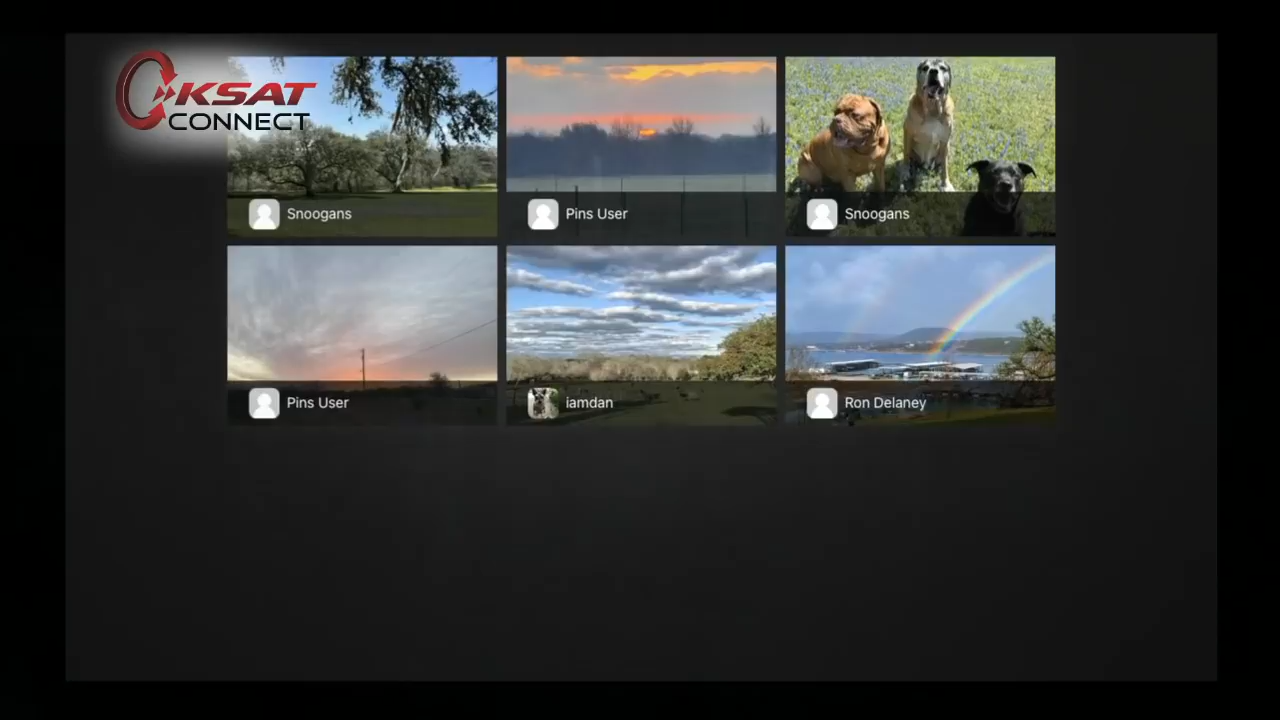 KSAT
CONNECT
Snoogans
Pins User
Snoogans
Pins User
iamdan
Ron Delaney